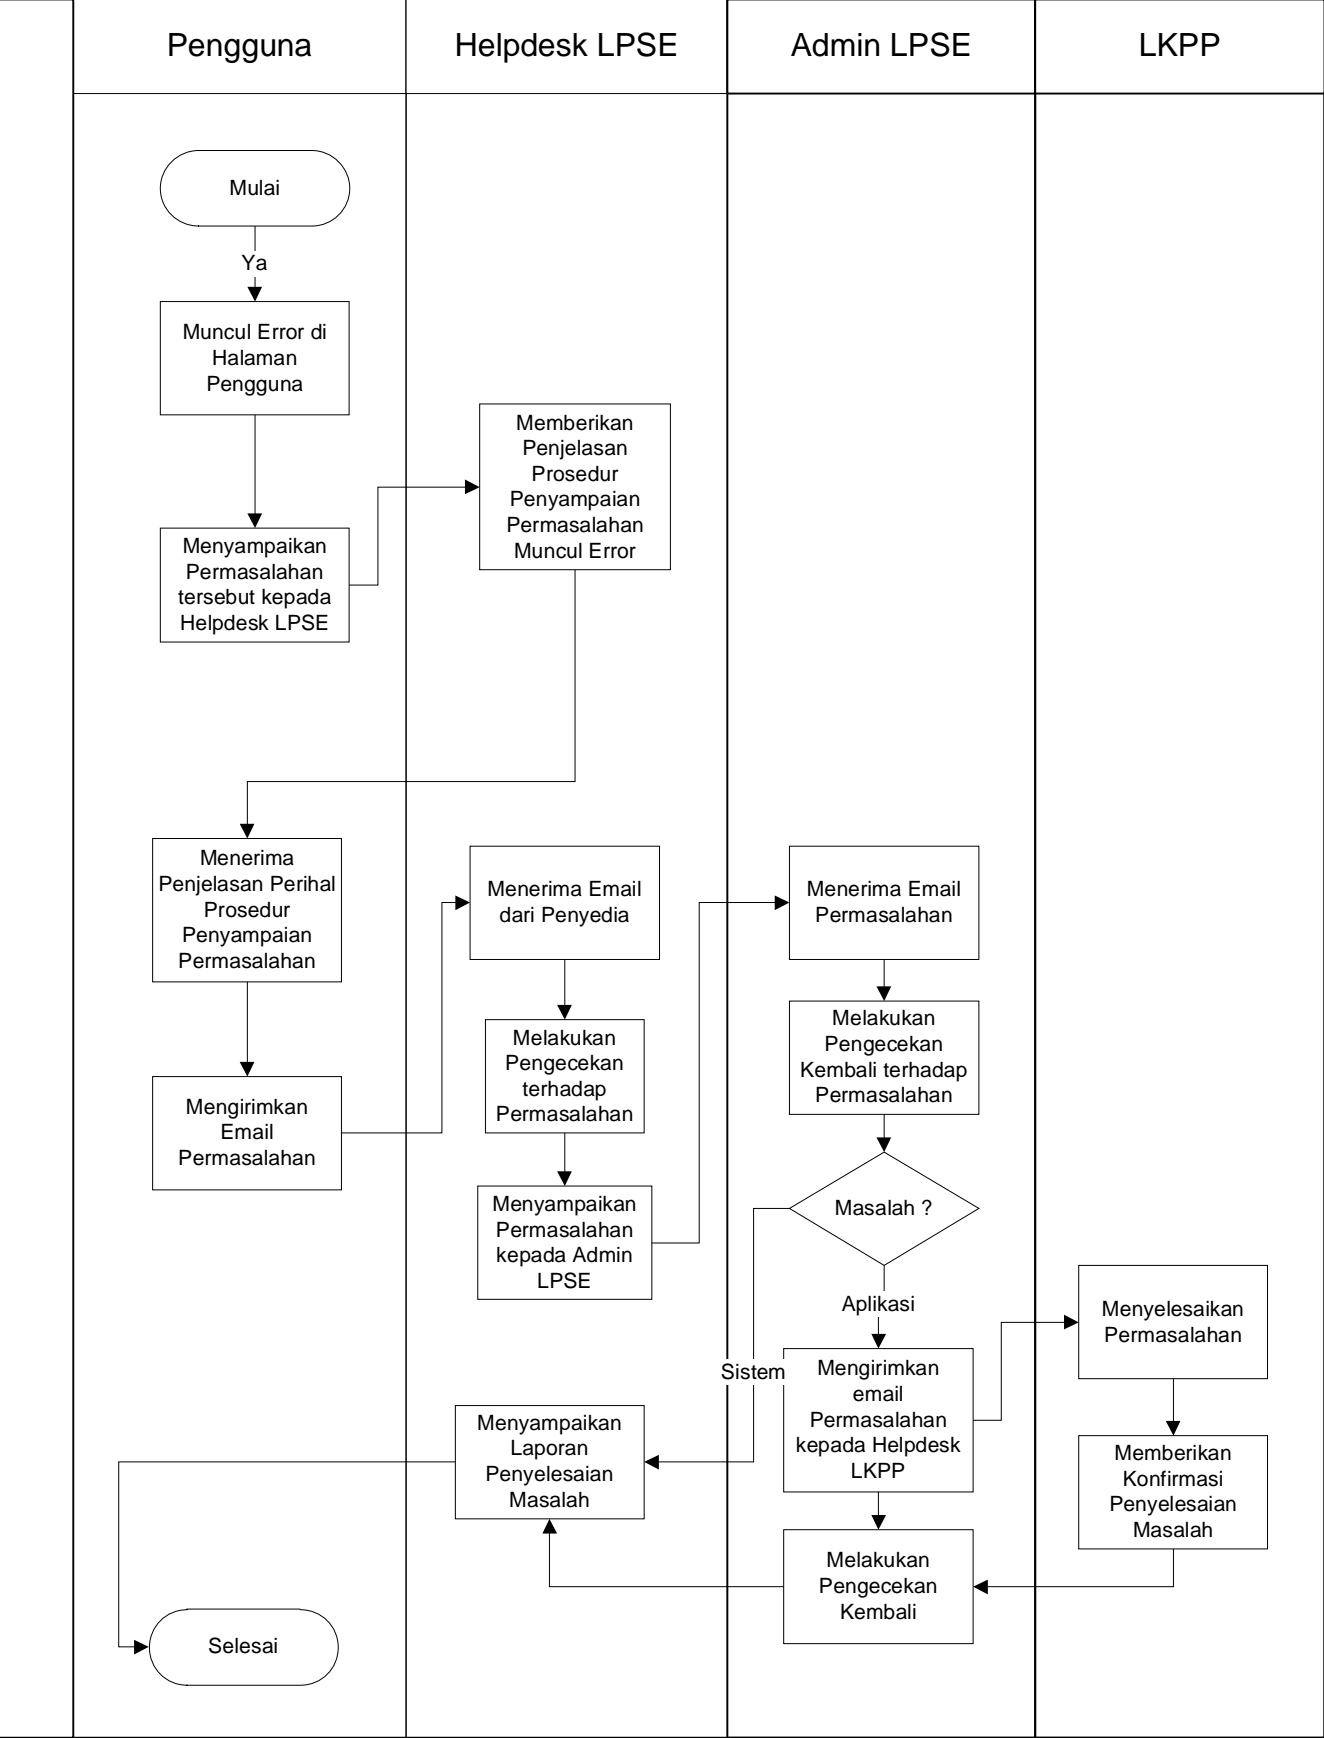 Pengguna
Helpdesk LPSE
Admin LPSE
LKPP
Mulai
Ya
Muncul Error di
Halaman
Pengguna
Menyampaikan
Permasalahan
tersebut kepada
Helpdesk LPSE
Memberikan
Penjelasan
Prosedur
Penyampaian
Permasalahan
Muncul Error
Menerima
Penjelasan Perihal
Prosedur
Penyampaian
Permasalahan
Mengirimkan
Email
Permasalahan
Menerima Email
dari Penyedia
Melakukan
Pengecekan
terhadap
Permasalahan
Menyampaikan
Permasalahan
kepada Admin
LPSE
Menerima Email
Permasalahan
Melakukan
Pengecekan
Kembali terhadap
Permasalahan
Masalah ?
Aplikasi
Sistem
Mengirimkan
email
Permasalahan
kepada Helpdesk
LKPP
Menyelesaikan
Permasalahan
Memberikan
Konfirmasi
Penyelesaian
Masalah
Melakukan
Pengecekan
Kembali
Menyampaikan
Laporan
Penyelesaian
Masalah
Selesai